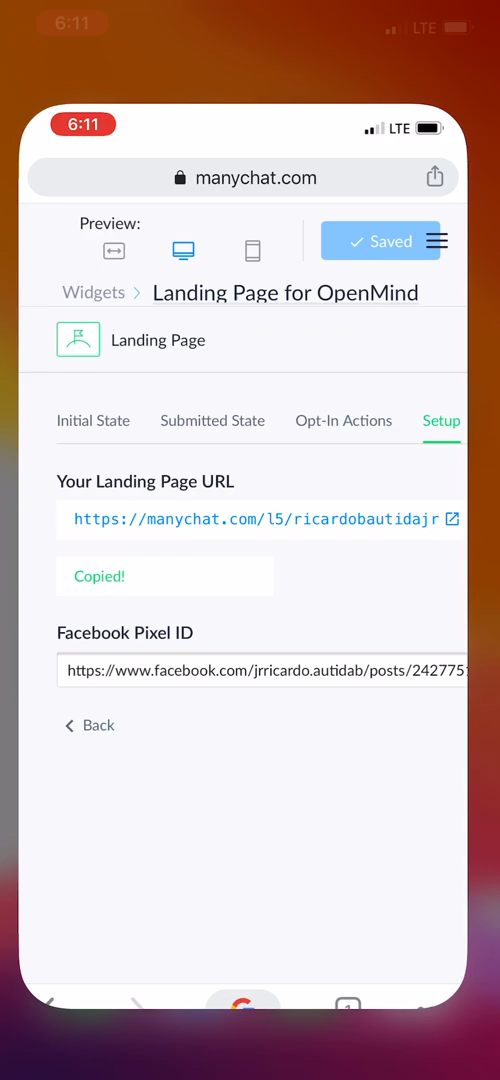 6:11
LTE
6:11
LTE
manychat.com
Preview:
Saved
Widgets > Landing Page for OpenMind
Landing Page
Initial State Submitted State Opt-In Actions Setup
Your Landing Page URL
https://manychat.com/l5/ricardobautidajr
Copied!
Facebook Pixel ID
https://www.facebook.com/jrricardo.autidab/posts/242775
Back